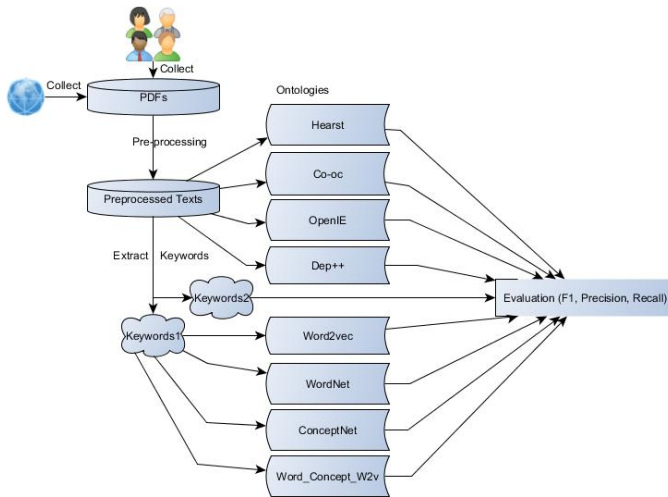 Collect
Collect
PDFs
Ontologies
Hearst
Pre-processing
Co-oc
Preprocessed Texts
OpenIE
Extract Keywords
Dep++
Keywords2
Evaluation (F1, Precision, Recall)
Keywords1
Word2vec
WordNet
ConceptNet
Word_Concept_W2v